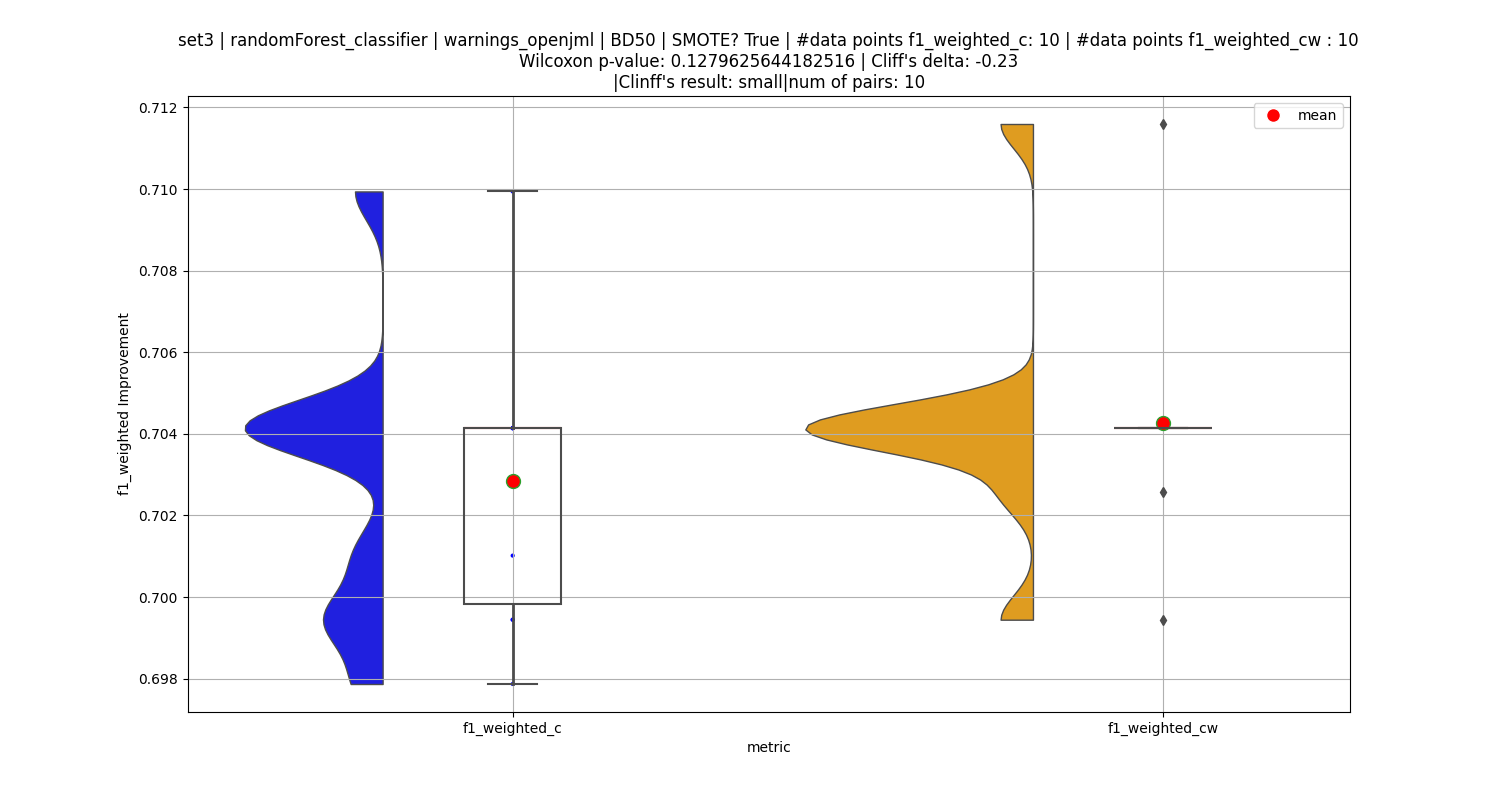 set3 | randomForest_classifier | warnings_openjml | BD50 | SMOTE? True | #data points f1_weighted_c: 10 | #data points f1_weighted_cw : 10
Wilcoxon p-value: 0.1279625644182516 | Cliff's delta: -0.23
|Clinff's result: small|num of pairs: 10
mean
0.712
0.710
0.708
0.706
0.704
0.702
0.700
0.698
f1_weighted Improvement
f1_weighted_c
f1_weighted_cw
metric